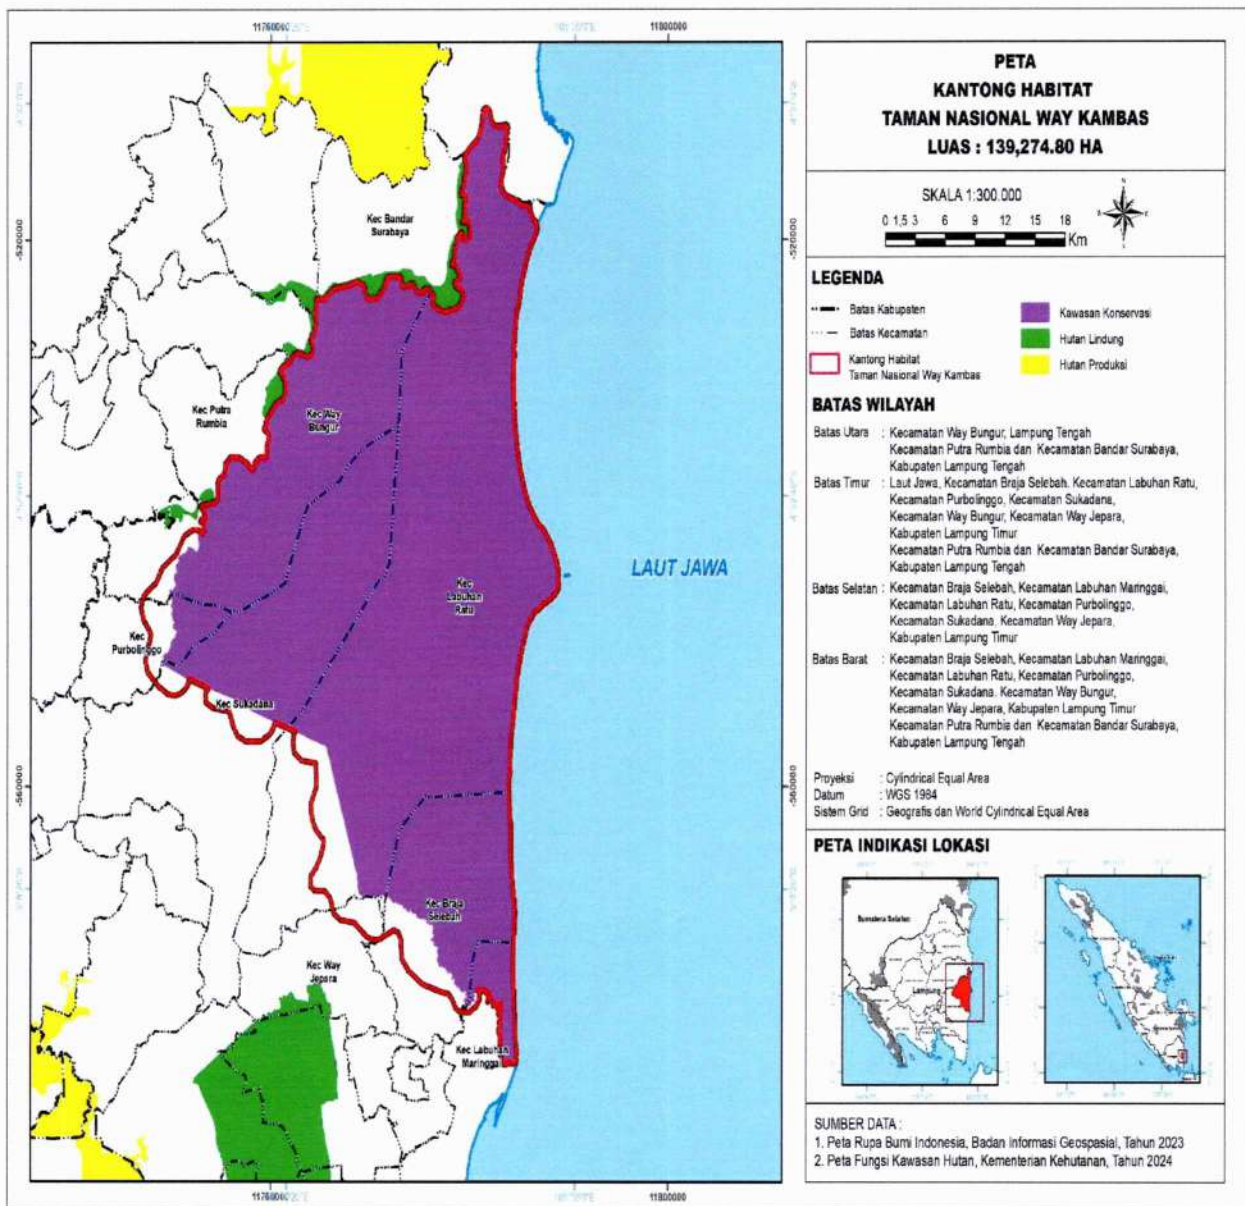 11760000
11800000
-520000
-520000
-560000
-560000
11760000
11800000
Kec Bandar
Surabaya
Kec Putra
Rumbia
Kec Way
Bungur
Kec
Labuhan
Ratu
Kec
Purbolinggo
Kec Sukadana
Kec Braja
Selebah
Kec Way
Jepara
Kec Labuhan
Maringgai
LAUT JAWA
PETA
KANTONG HABITAT
TAMAN NASIONAL WAY KAMBAS
LUAS : 139,274.80 HA
SKALA 1:300.000
0 1,5 3 6 9 12 15 18
Km
LEGENDA
Batas Kabupaten
Batas Kecamatan
Kantong Habitat
Taman Nasional Way Kambas
Kawasan Konservasi
Hutan Lindung
Hutan Produksi
BATAS WILAYAH
Batas Utara : Kecamatan Way Bungur, Lampung Tengah
Kecamatan Putra Rumbia dan Kecamatan Bandar Surabaya,
Kabupaten Lampung Tengah
Batas Timur : Laut Jawa, Kecamatan Braja Selebah. Kecamatan Labuhan Ratu,
Kecamatan Purbolinggo, Kecamatan Sukadana,
Kecamatan Way Bungur, Kecamatan Way Jepara,
Kabupaten Lampung Timur
Kecamatan Putra Rumbia dan Kecamatan Bandar Surabaya,
Kabupaten Lampung Tengah
Batas Selatan : Kecamatan Braja Selebah, Kecamatan Labuhan Maringgai,
Kecamatan Labuhan Ratu, Kecamatan Purbolinggo,
Kecamatan Sukadana, Kecamatan Way Jepara,
Kabupaten Lampung Timur
Batas Barat : Kecamatan Braja Selebah, Kecamatan Labuhan Maringgai,
Kecamatan Labuhan Ratu, Kecamatan Purbolinggo,
Kecamatan Sukadana. Kecamatan Way Bungur,
Kecamatan Way Jepara, Kabupaten Lampung Timur
Kecamatan Putra Rumbia dan Kecamatan Bandar Surabaya,
Kabupaten Lampung Tengah
Proyeksi : Cylindrical Equal Area
Datum : WGS 1984
Sistem Grid : Geografis dan World Cylindrical Equal Area
PETA INDIKASI LOKASI
Sumatera Selatan
Lampung
SUMBER DATA :
1. Peta Rupa Bumi Indonesia, Badan Informasi Geospasial, Tahun 2023
2. Peta Fungsi Kawasan Hutan, Kementerian Kehutanan, Tahun 2024